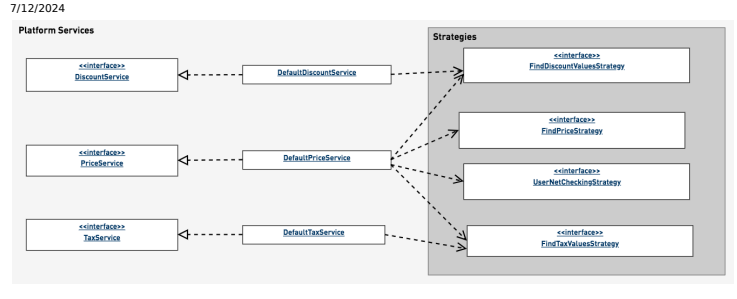 7/12/2024
Platform Services
Strategies
<<interface>>
DiscountService
DefaultDiscountService
<<interface>>
FindDiscountValuesStrategy
<<interface>>
FindPriceStrategy
<<interface>>
PriceService
DefaultPriceService
<<interface>>
UserNetCheckingStrategy
<<interface>>
TaxService
DefaultTaxService
<<interface>>
FindTaxValuesStrategy